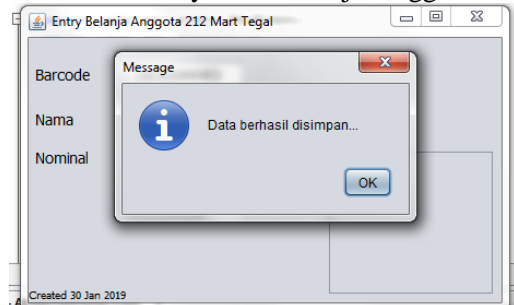 Entry Belanja Anggota 212 Mart Tegal
Message
Barcode
Nama
Data berhasil disimpan...
Nominal
OK
Created 30 Jan 2019